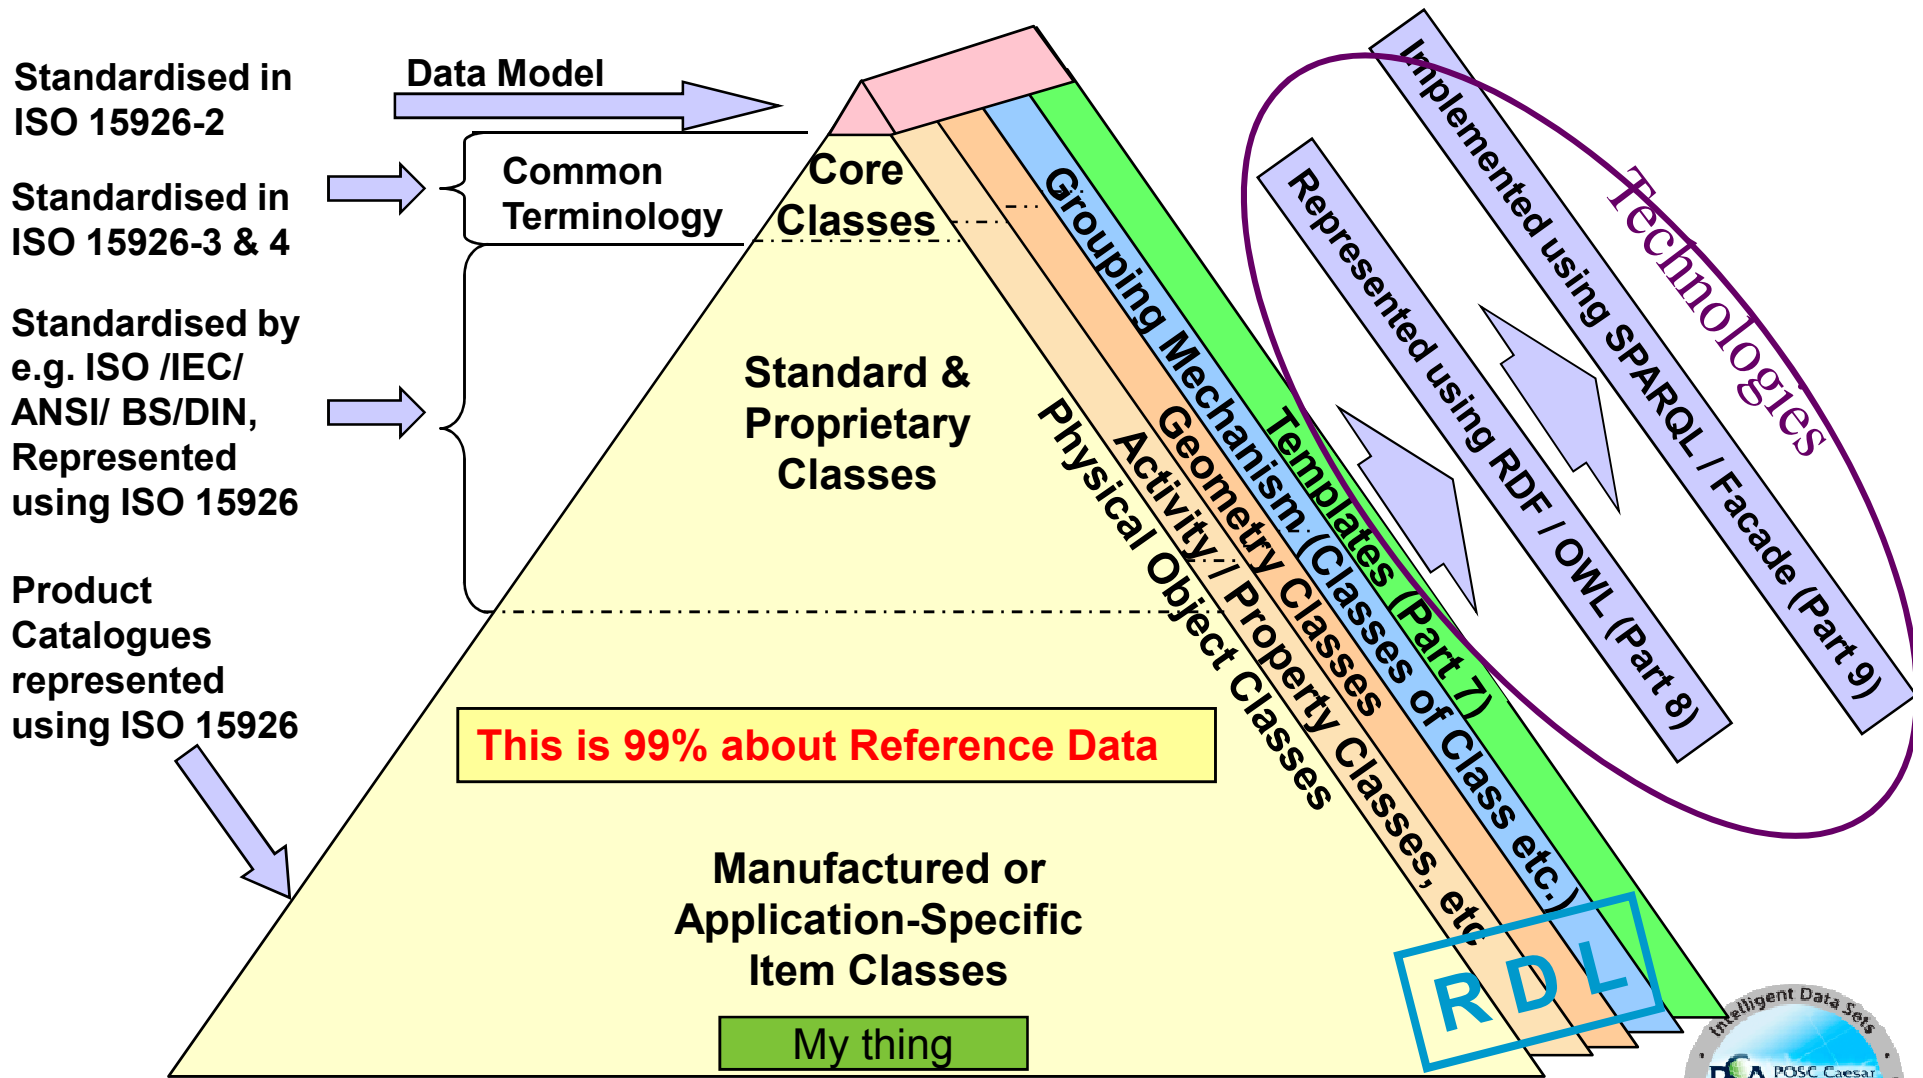 Standardised in
ISO 15926-2
Data Model
Standardised in
ISO 15926-3 & 4
Common
Terminology
Core
Classes
Standardised by
e.g. ISO /IEC/
ANSI/ BS/DIN,
Represented
using ISO 15926
Standard &
Proprietary
Classes
Product
Catalogues
represented
using ISO 15926
This is 99% about Reference Data
Manufactured or
Application-Specific
Item Classes
My thing
Physical Object Classes
Activity / Property Classes, etc
Geometry Classes
Grouping Mechanism (Classes of Class etc.)
Templates (Part 7)
Represented using RDF / OWL (Part 8)
Implemented using SPARQL / Facade (Part 9)
Technologies
R D L
Intelligent Data Sets
PCA POSC Caesar